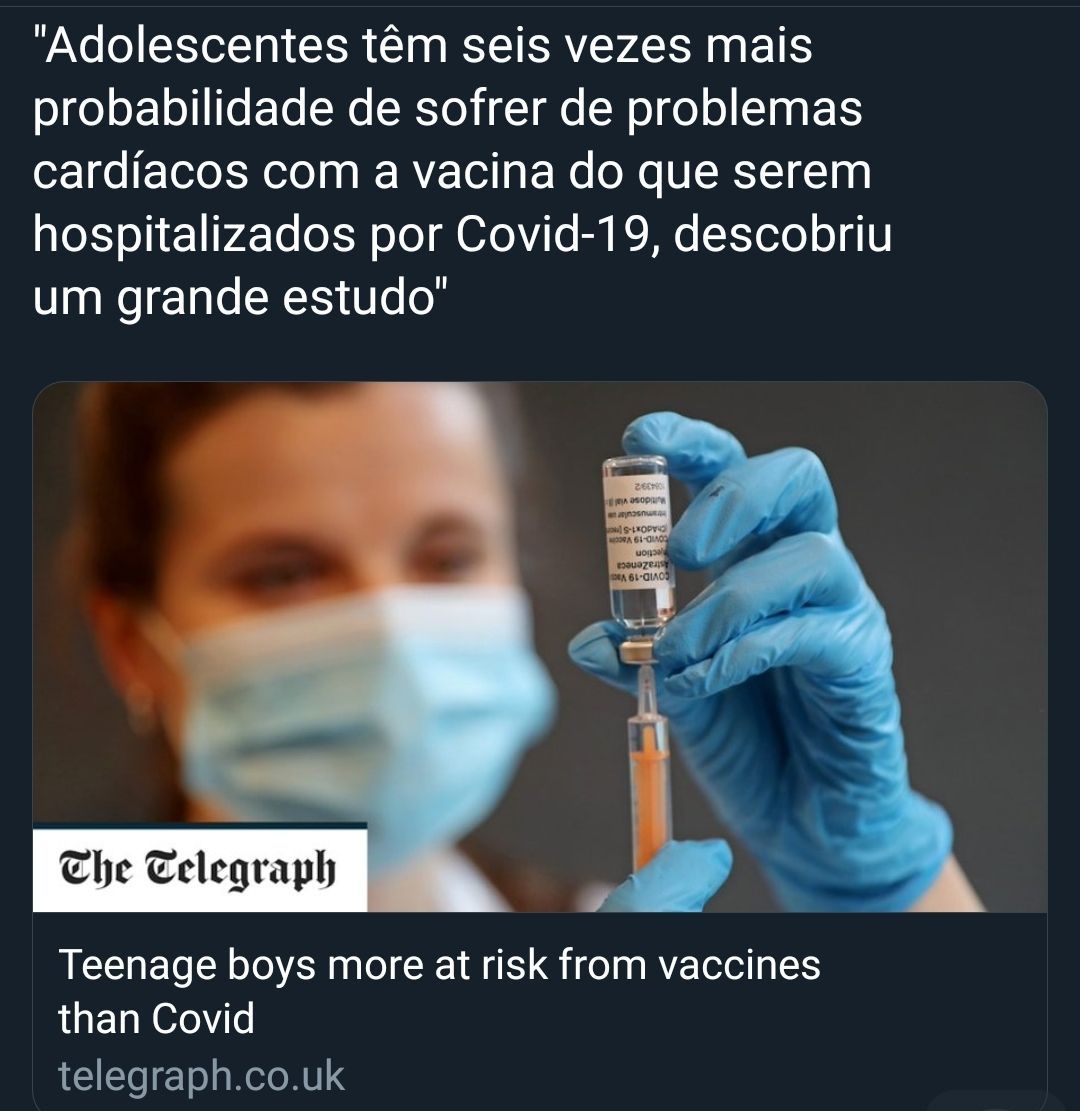 "Adolescentes têm seis vezes mais
probabilidade de sofrer de problemas
cardíacos com a vacina do que serem
hospitalizados por Covid-19, descobriu
um grande estudo"
COVID-19 Vacc
AstraZeneca
Injection
COVID-19 Vaccine
(ChAdOx1-S [recom
Intramuscular use
Multidose vial (8
The Telegraph
Teenage boys more at risk from vaccines
than Covid
telegraph.co.uk